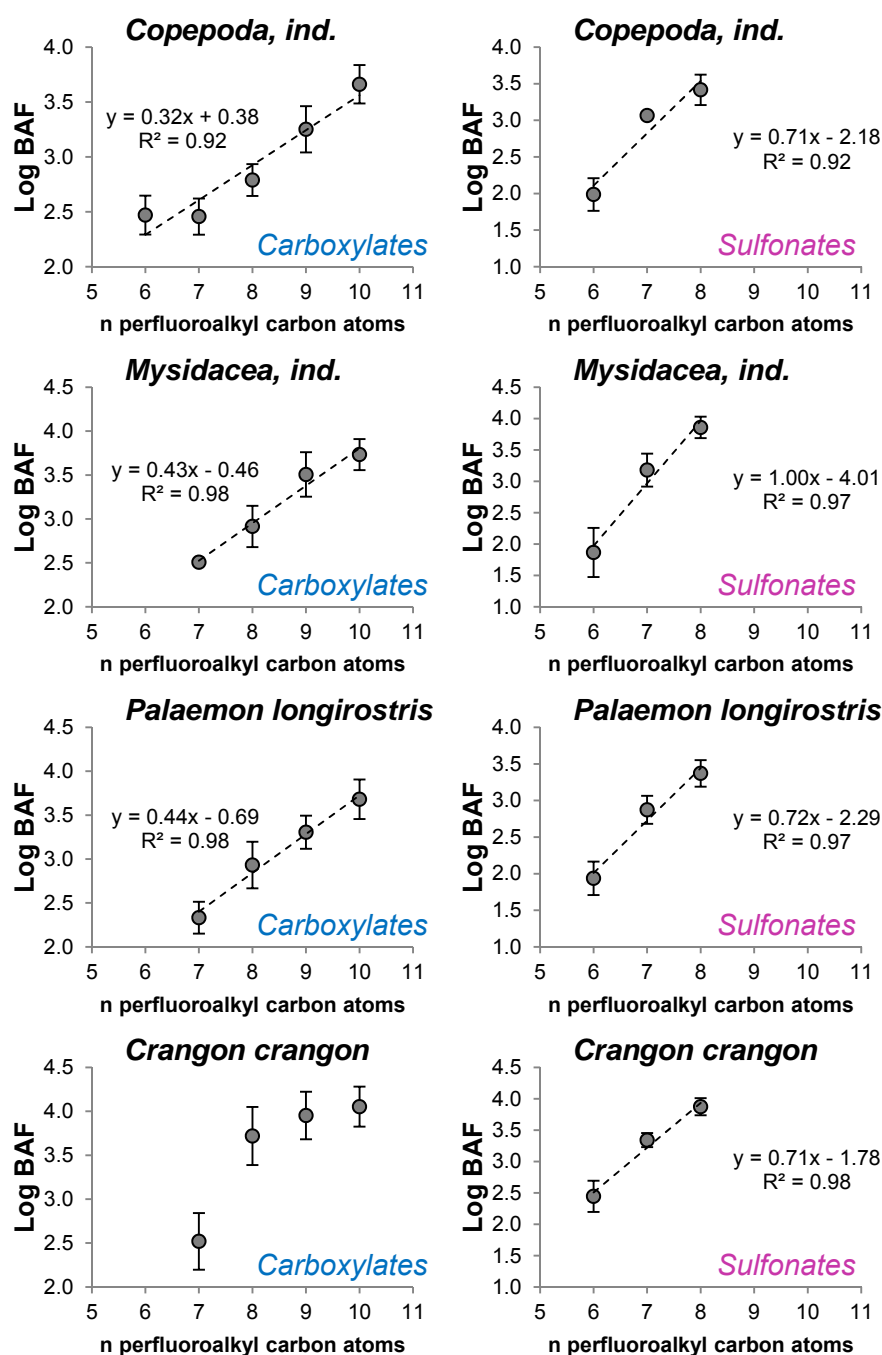 Copepoda, ind.
4.0
3.5
3.0
2.5
2.0
Log BAF
y = 0.32x + 0.38
R² = 0.92
Carboxylates
5 6 7 8 9 10 11
n perfluoroalkyl carbon atoms
Copepoda, ind.
4.0
3.5
3.0
2.5
2.0
1.5
1.0
Log BAF
y = 0.71x - 2.18
R² = 0.92
Sulfonates
5 6 7 8 9 10 11
n perfluoroalkyl carbon atoms
Mysidacea, ind.
4.5
4.0
3.5
3.0
2.5
2.0
Log BAF
y = 0.43x - 0.46
R² = 0.98
Carboxylates
5 6 7 8 9 10 11
n perfluoroalkyl carbon atoms
Mysidacea, ind.
4.5
4.0
3.5
3.0
2.5
2.0
1.5
1.0
Log BAF
y = 1.00x - 4.01
R² = 0.97
Sulfonates
5 6 7 8 9 10 11
n perfluoroalkyl carbon atoms
Palaemon longirostris
4.5
4.0
3.5
3.0
2.5
2.0
Log BAF
y = 0.44x - 0.69
R² = 0.98
Carboxylates
5 6 7 8 9 10 11
n perfluoroalkyl carbon atoms
Palaemon longirostris
4.0
3.5
3.0
2.5
2.0
1.5
1.0
Log BAF
y = 0.72x - 2.29
R² = 0.97
Sulfonates
5 6 7 8 9 10 11
n perfluoroalkyl carbon atoms
Crangon crangon
4.5
4.0
3.5
3.0
2.5
2.0
Log BAF
Carboxylates
5 6 7 8 9 10 11
n perfluoroalkyl carbon atoms
Crangon crangon
4.5
4.0
3.5
3.0
2.5
2.0
1.5
1.0
Log BAF
y = 0.71x - 1.78
R² = 0.98
Sulfonates
5 6 7 8 9 10 11
n perfluoroalkyl carbon atoms